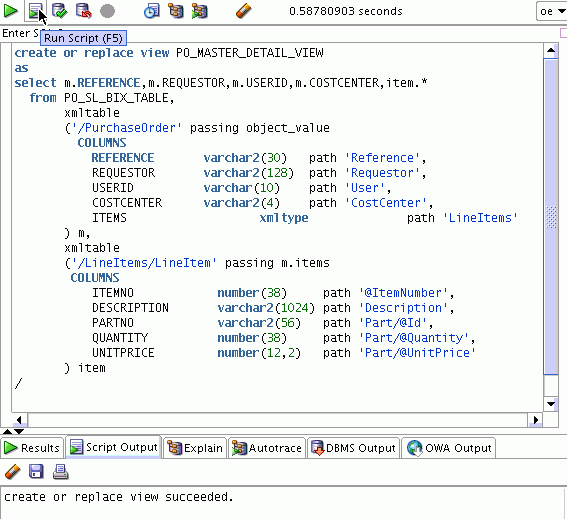 0.58780903 seconds
oe
Enter S
Run Script (F5)
create or replace view PO_MASTER_DETAIL_VIEW
as
select m.REFERENCE,m.REQUESTOR,m.USERID,m.COSTCENTER,item.*
from PO_SL_BIX_TABLE,
xmltable
('/PurchaseOrder' passing object_value
COLUMNS
REFERENCE varchar2(30) path 'Reference',
REQUESTOR varchar2(128) path 'Requestor',
USERID varchar(10) path 'User',
COSTCENTER varchar2(4) path 'CostCenter',
ITEMS xmltype path 'LineItems'
) m,
xmltable
('/LineItems/LineItem' passing m.items
COLUMNS
ITEMNO number(38) path '@ItemNumber',
DESCRIPTION varchar2(1024) path 'Description',
PARTNO varchar2(56) path 'Part/@Id',
QUANTITY number(38) path 'Part/@Quantity',
UNITPRICE number(12,2) path 'Part/@UnitPrice'
) item
/
Results Script Output Explain Autotrace DBMS Output OWA Output
create or replace view succeeded.